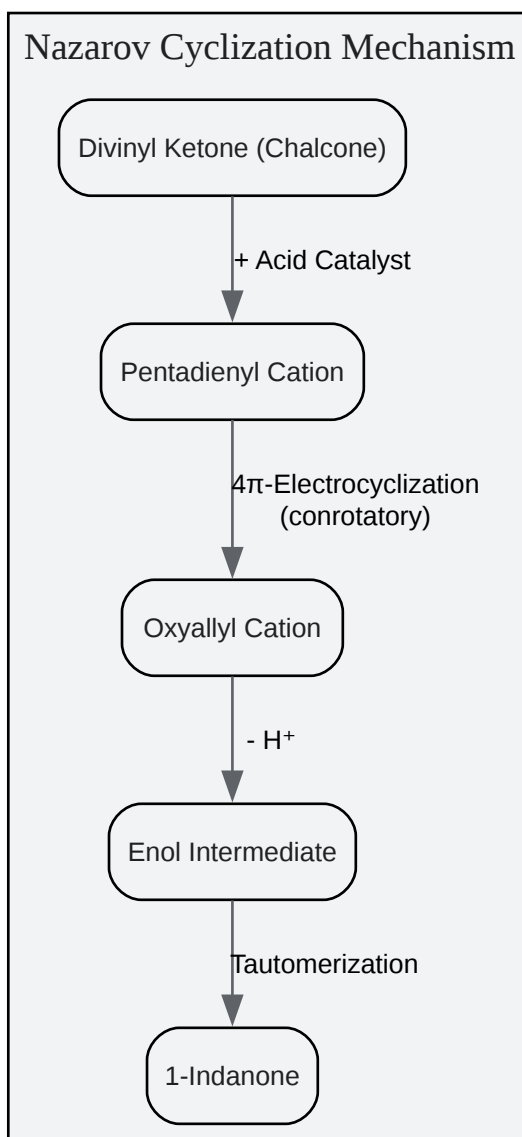 Nazarov Cyclization Mechanism
Divinyl Ketone (Chalcone)
+ Acid Catalyst
Pentadienyl Cation
4π-Electrocyclization
(conrotatory)
Oxyallyl Cation
- H⁺
Enol Intermediate
Tautomerization
1-Indanone